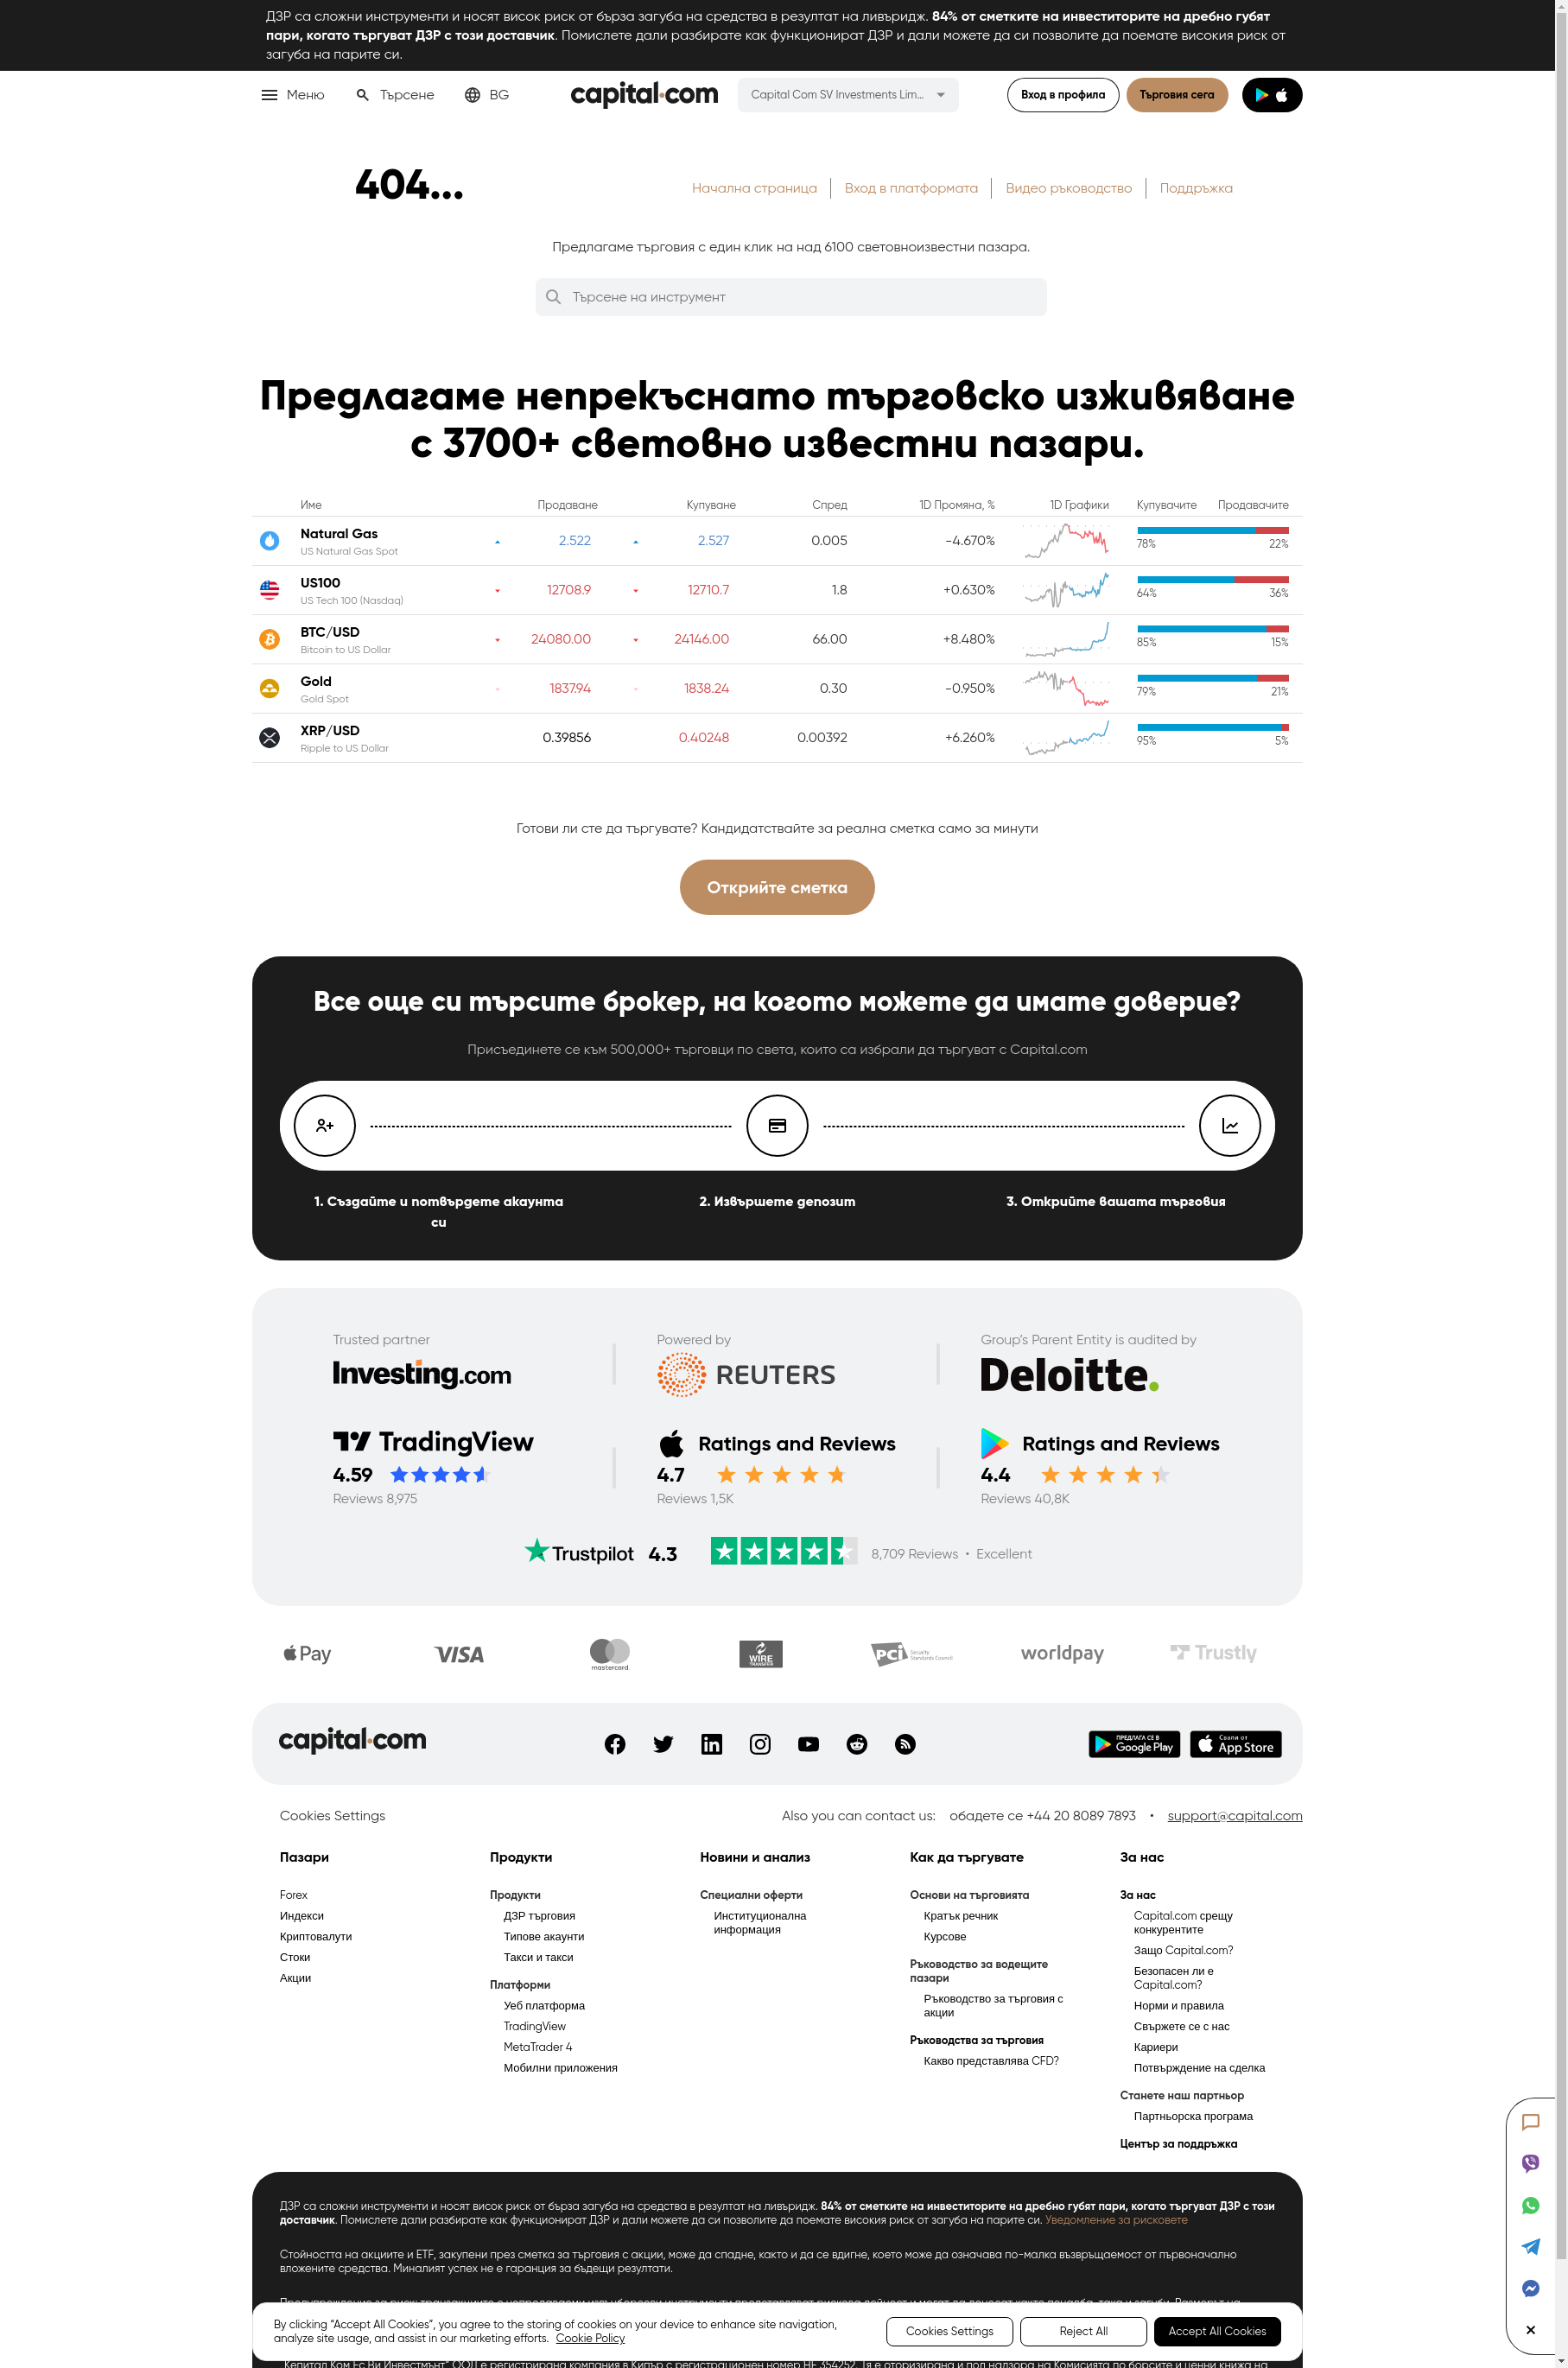 ДЗР са сложни инструменти и носят висок риск от бърза загуба на средства в резултат на ливъридж. 84% от сметките на инвеститорите на дребно губят
пари, когато търгуват ДЗР с този доставчик. Помислете дали разбирате как функционират ДЗР и дали можете да си позволите да поемате високия риск от
загуба на парите си.
Меню Търсене BG capital.com Capital Com SV Investments Lim... Вход в профила Търговия сега
404...
Начална страница Вход в платформата Видео ръководство Поддръжка
Предлагаме търговия с един клик на над 6100 световноизвестни пазара.
Търсене на инструмент
Предлагаме непрекъснато търговско изживяване
с 3700+ световно известни пазари.
Име Продаване Купуване Спред 1D Промяна, % 1D Графики Купувачите Продавачите
Natural Gas 2.522 2.527 0.005 -4.670%
US Natural Gas Spot 78% 22%
US100 12708.9 12710.7 1.8 +0.630%
US Tech 100 (Nasdaq) 64% 36%
BTC/USD 24080.00 24146.00 66.00 +8.480%
Bitcoin to US Dollar 85% 15%
Gold 1837.94 1838.24 0.30 -0.950%
Gold Spot 79% 21%
XRP/USD 0.39856 0.40248 0.00392 +6.260%
Ripple to US Dollar 95% 5%
Готови ли сте да търгувате? Кандидатствайте за реална сметка само за минути
Открийте сметка
Все още си търсите брокер, на когото можете да имате доверие?
Присъединете се към 500,000+ търговци по света, които са избрали да търгуват с Capital.com
1. Създайте и потвърдете акаунта
си
2. Извършете депозит
3. Открийте вашата търговия
Trusted partner Powered by Group's Parent Entity is audited by
Investing.com REUTERS Deloitte.
TradingView Ratings and Reviews Ratings and Reviews
4.59 4.7 4.4
Reviews 8,975 Reviews 1,5K Reviews 40,8K
Trustpilot 4.3 8,709 Reviews • Excellent
Pay VISA mastercard. WIRE TRANSFER PCI Security Standards Council worldpay Trustly
capital.com ПРЕДЛАГА СЕ В Google Play Свали от App Store
Cookies Settings Also you can contact us: обадете се +44 20 8089 7893 • support@capital.com
Пазари
Forex
Индекси
Криптовалути
Стоки
Акции
Продукти
Продукти
ДЗР търговия
Типове акаунти
Такси и такси
Платформи
Уеб платформа
TradingView
MetaTrader 4
Мобилни приложения
Новини и анализ
Специални оферти
Институционална
информация
Как да търгувате
Основи на търговията
Кратък речник
Курсове
Ръководство за водещите
пазари
Ръководство за търговия с
акции
Ръководства за търговия
Какво представлява CFD?
За нас
За нас
Capital.com срещу
конкурентите
Защо Capital.com?
Безопасен ли е
Capital.com?
Норми и правила
Свържете се с нас
Кариери
Потвърждение на сделка
Станете наш партньор
Партньорска програма
Център за поддръжка
ДЗР са сложни инструменти и носят висок риск от бърза загуба на средства в резултат на ливъридж. 84% от сметките на инвеститорите на дребно губят пари, когато търгуват ДЗР с този
доставчик. Помислете дали разбирате как функционират ДЗР и дали можете да си позволите да поемате високия риск от загуба на парите си. Уведомление за рисковете
Стойността на акциите и ETF, закупени през сметка за търговия с акции, може да спадне, както и да се вдигне, което може да означава по-малка възвръщаемост от първоначално
вложените средства. Миналият успех не е гаранция за бъдещи резултати.
By clicking “Accept All Cookies”, you agree to the storing of cookies on your device to enhance site navigation,
analyze site usage, and assist in our marketing efforts. Cookie Policy
Cookies Settings Reject All Accept All Cookies